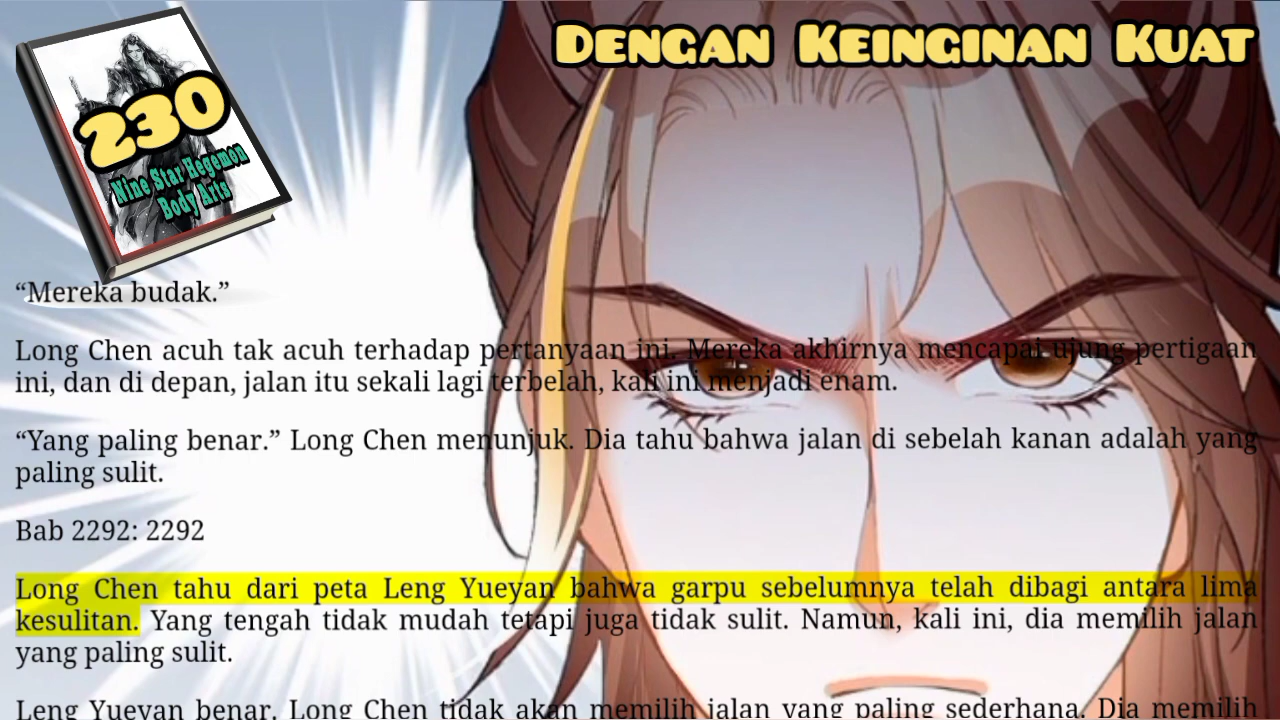 Dengan Keinginan Kuat
230
Nine Star Hegemon
Body Arts
“Mereka budak.”
Long Chen acuh tak acuh terhadap pertanyaan ini. Mereka akhirnya mencapai ujung pertigaan
ini, dan di depan, jalan itu sekali lagi terbelah, kali ini menjadi enam.
“Yang paling benar.” Long Chen menunjuk. Dia tahu bahwa jalan di sebelah kanan adalah yang
paling sulit.
Bab 2292: 2292
Long Chen tahu dari peta Leng Yueyan bahwa garpu sebelumnya telah dibagi antara lima
kesulitan. Yang tengah tidak mudah tetapi juga tidak sulit. Namun, kali ini, dia memilih jalan
yang paling sulit.
Leng Yueyan benar. Long Chen tidak akan memilih jalan yang paling sederhana. Dia memilih